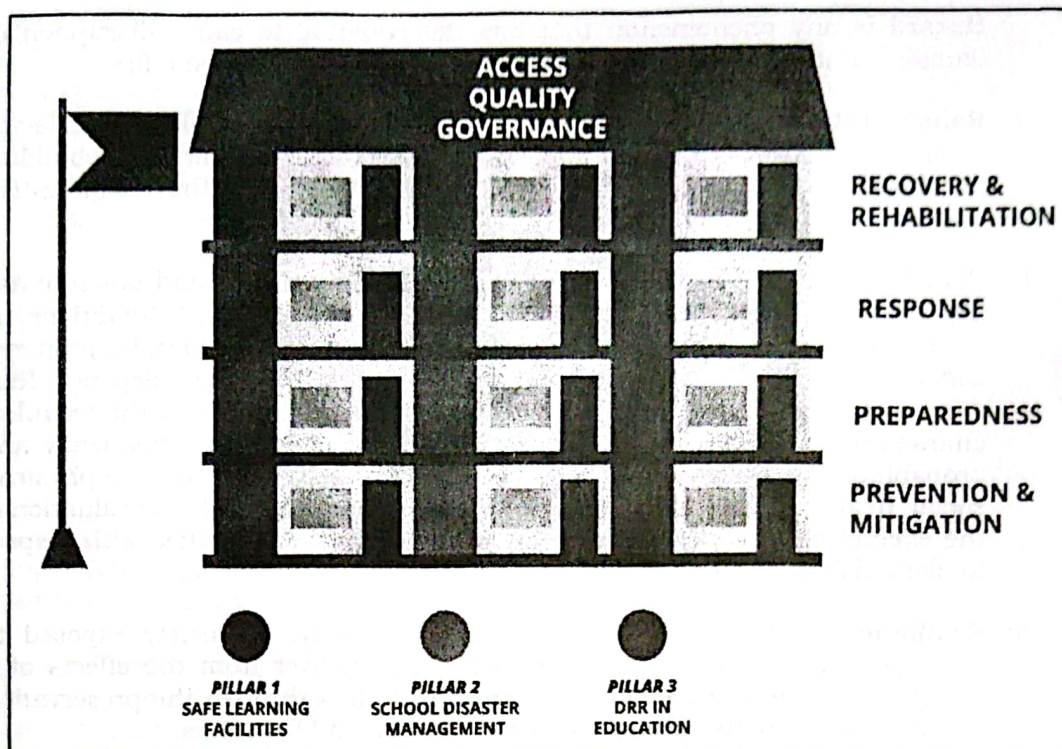 ACCESS
QUALITY
GOVERNANCE
RECOVERY &
REHABILITATION
RESPONSE
PREPAREDNESS
PREVENTION &
MITIGATION
PILLAR 1
SAFE LEARNING
FACILITIES
PILLAR 2
SCHOOL DISASTER
MANAGEMENT
PILLAR 3
DRR IN
EDUCATION